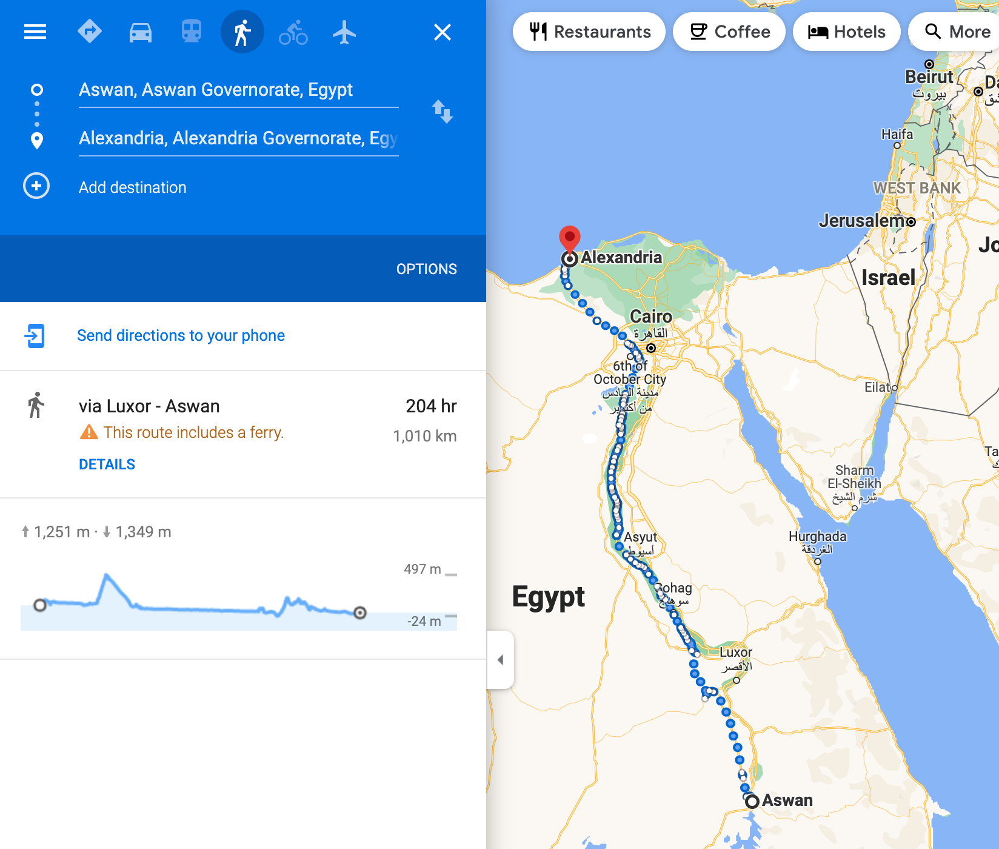 Aswan, Aswan Governorate, Egypt
Alexandria, Alexandria Governorate, Egy
Add destination
OPTIONS
Send directions to your phone
via Luxor - Aswan
204 hr
This route includes a ferry.
1,010 km
DETAILS
1,251 m · 1,349 m
497 m
-24 m
Restaurants
Coffee
Hotels
More
Beirut
بيروت
Da
شق
Haifa
WEST BANK
Jerusalem
Jo
Alexandria
Israel
Cairo
القاهرة
6th of
October City
مدينة السادس
من أكتوبر
Eilat
Ta
Sharm
El-Sheikh
شرم الشيخ
Hurghada
الغردقة
Asyut
أسيوط
Sohag
سوهاج
Egypt
Luxor
الأقصر
Aswan